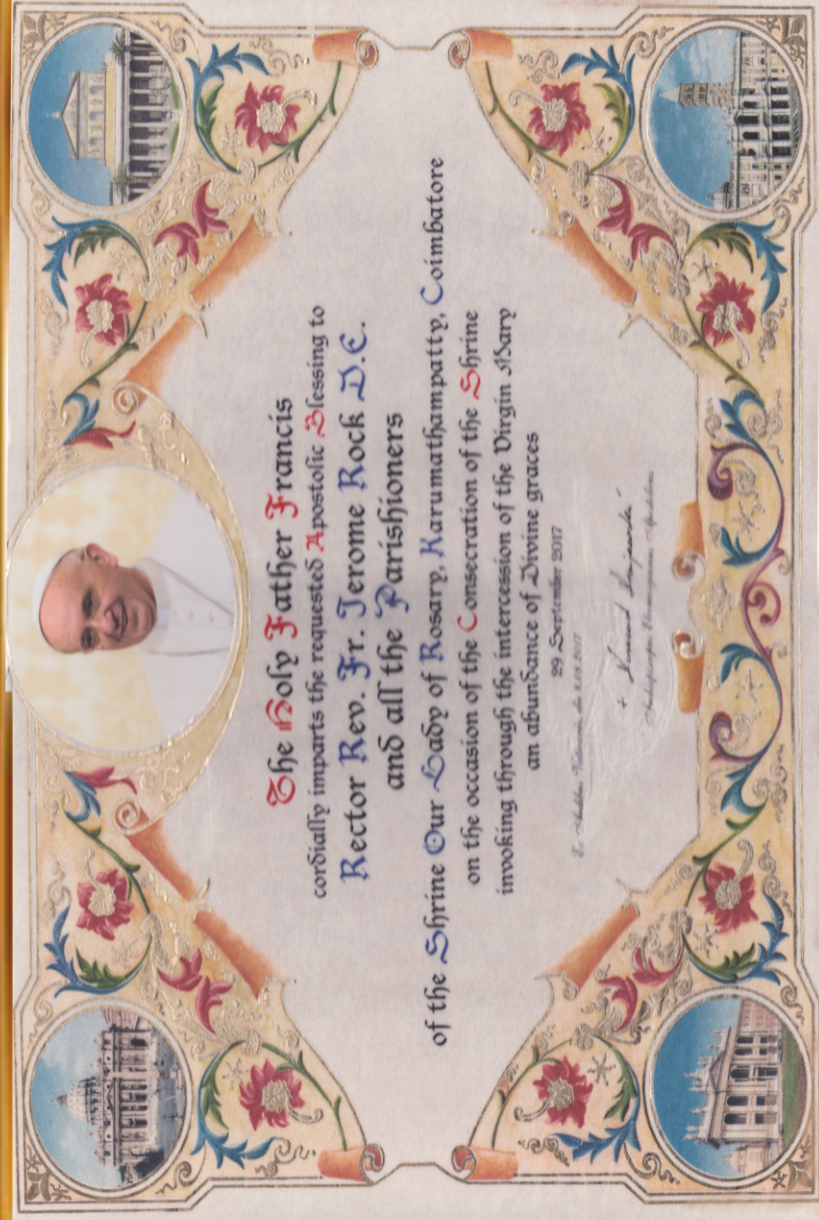 The Holy Father Francis
cordially imparts the requested Apostolic Blessing to
Rector Rev. Fr. Jerome Rock D.C.
and all the Parishioners
of the Shrine Our Lady of Rosary, Karumathampatty, Coimbatore
on the occasion of the Consecration of the Shrine
invoking through the intercession of the Virgin Mary
an abundance of Divine graces
29 September 2017